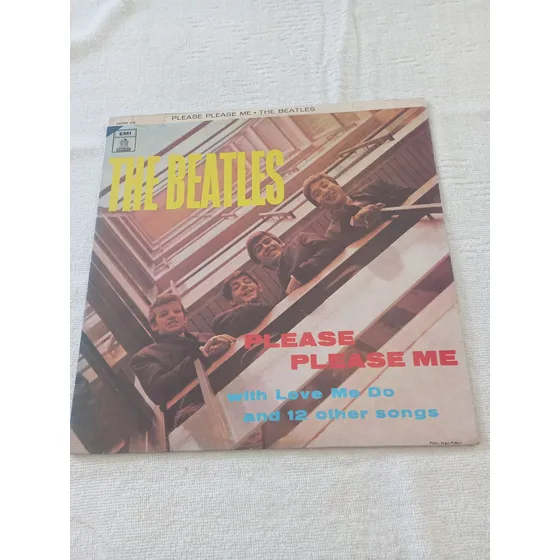 PLEASE PLEASE ME • THE BEATLES
EMI
THE BEATLES
PLEASE
PLEASE ME
with Love Me Do
and 12 other songs